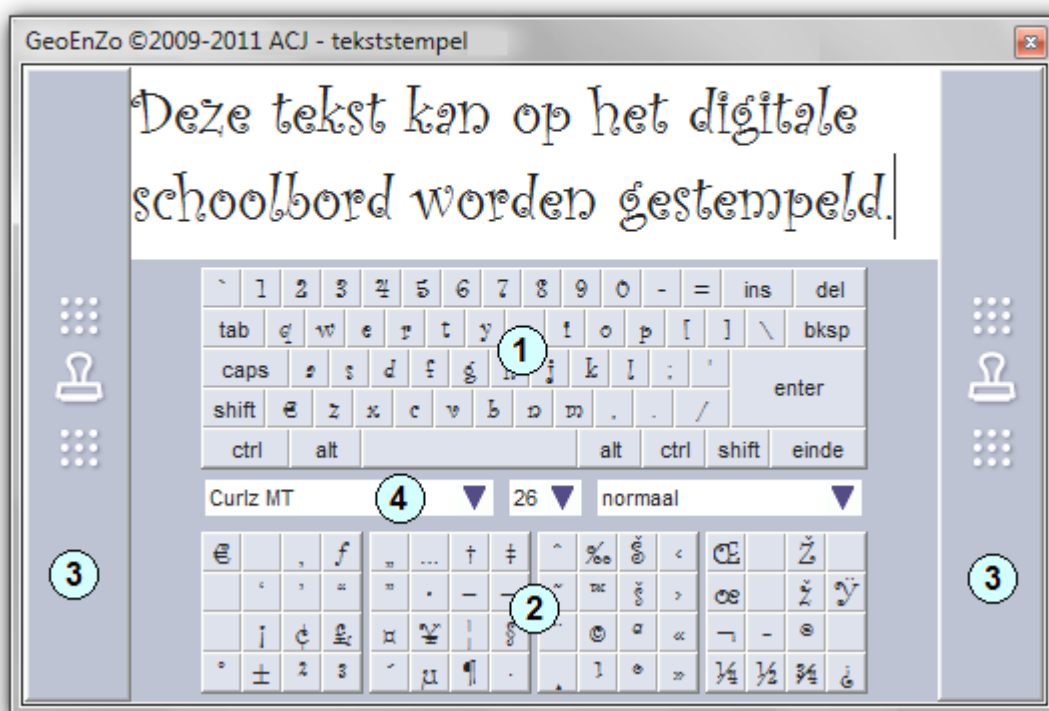 GeoEnZo ©2009-2011 ACJ - tekststempel
Deze tekst kan op het digitale
schoolbord worden gestempeld.
` 1 2 3 4 5 6 7 8 9 0 - = ins del
tab q w e r t y i o p [ ] \ bksp
caps a s d f g h j k l ; ' enter
shift € z x c v b n m , . /
ctrl alt alt ctrl shift einde
Curlz MT 26 normaal
€ ‚ ƒ „ … † ‡ ˆ ‰ Š ‹ Œ Ž
‘ ’ “ ” • – — ˜ ™ š › œ ž Ÿ
¡ ¢ £ ¤ ¥ ¦ § ¨ © ª « ¬ - ®
° ± ² ³ ´ µ ¶ · ¸ ¹ º » ¼ ½ ¾ ¿
1
2
3
3
4